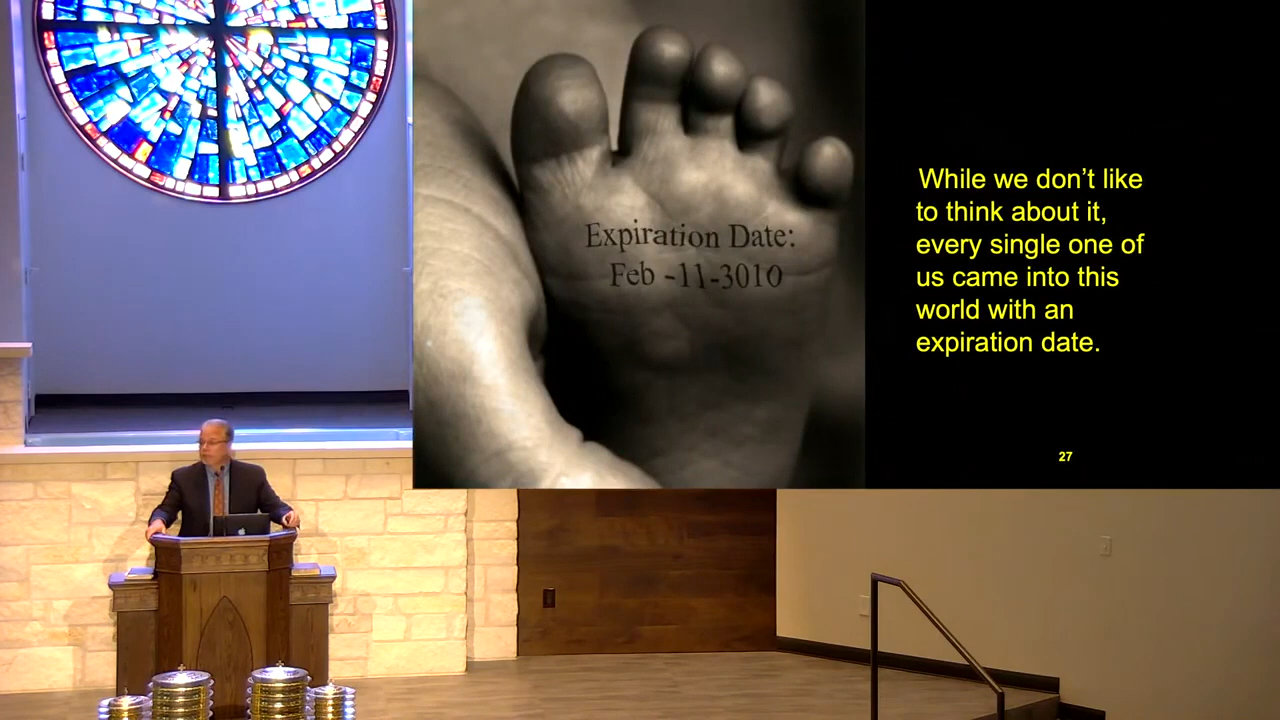 Expiration Date:
Feb -11-3010
While we don't like
to think about it,
every single one of
us came into this
world with an
expiration date.
27